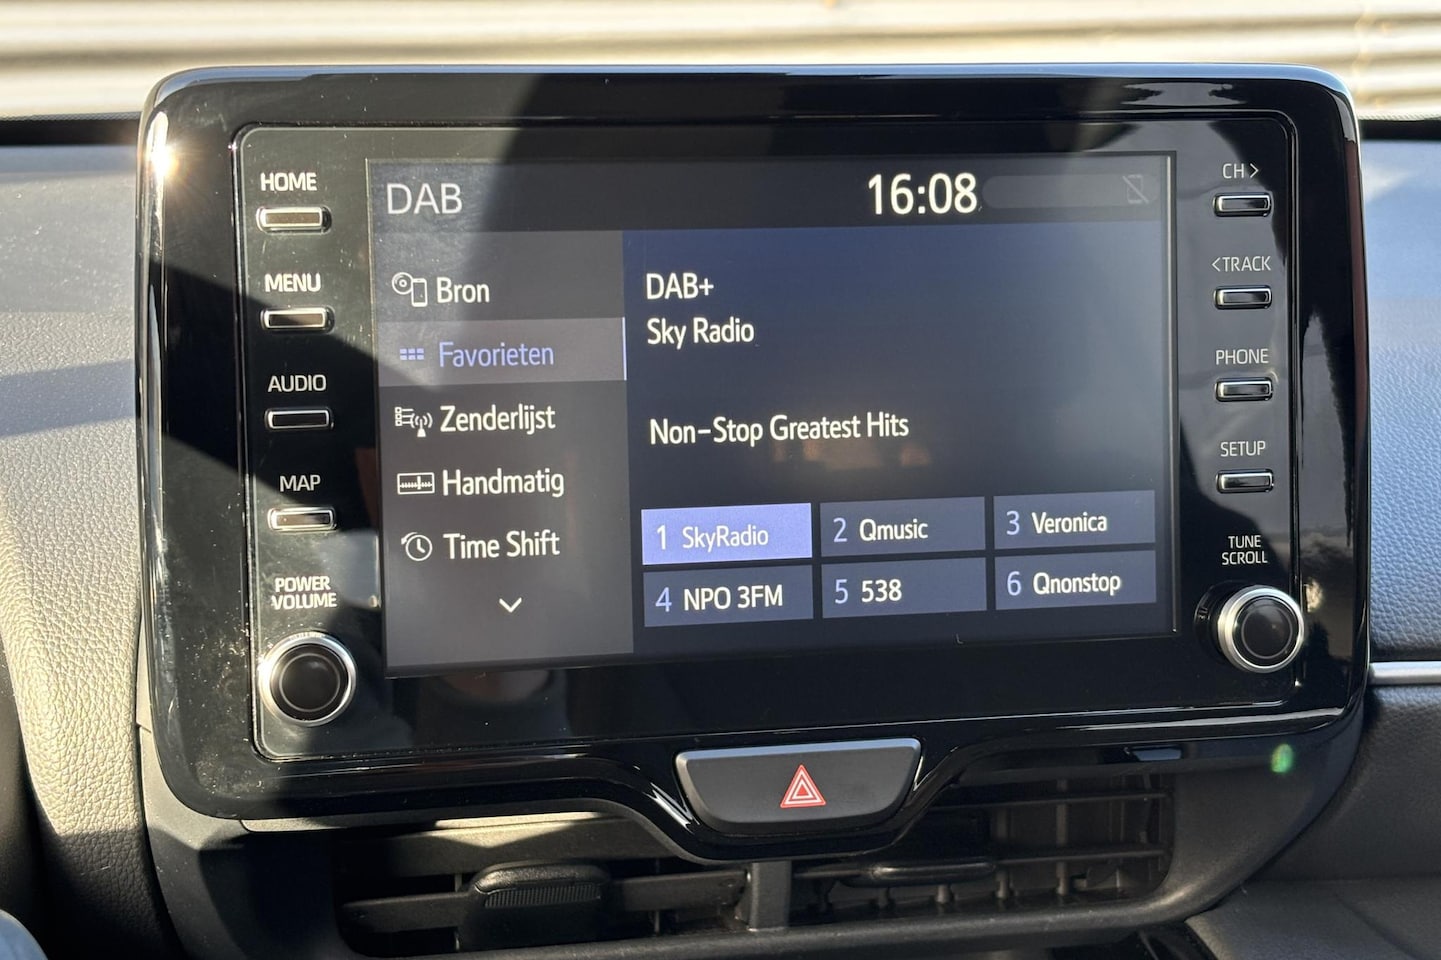 HOME
MENU
AUDIO
MAP
POWER
VOLUME
DAB
16:08
Bron
Favorieten
Zenderlijst
Handmatig
Time Shift
DAB+
Sky Radio
Non-Stop Greatest Hits
1 SkyRadio
2 Qmusic
3 Veronica
4 NPO 3FM
5 538
6 Qnonstop
CH >
<TRACK
PHONE
SETUP
TUNE
SCROLL